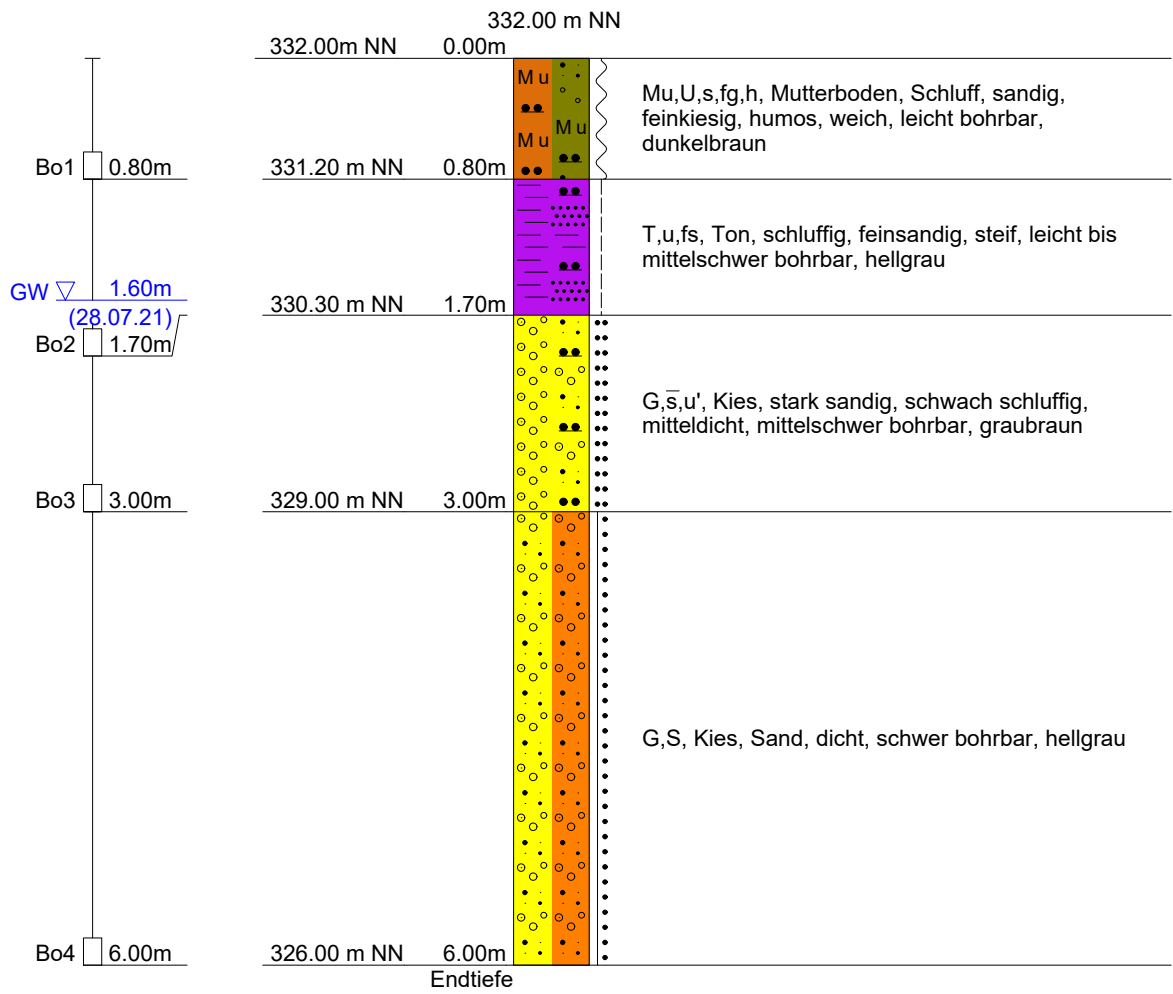 332.00 m NN
332.00m NN 0.00m
Mu Mu
Mu
Mu,U,s,fg,h, Mutterboden, Schluff, sandig,
feinkiesig, humos, weich, leicht bohrbar,
dunkelbraun
Bo1 0.80m 331.20 m NN 0.80m
T,u,fs, Ton, schluffig, feinsandig, steif, leicht bis
mittelschwer bohrbar, hellgrau
GW 1.60m
(28.07.21)
330.30 m NN 1.70m
Bo2 1.70m
G,s̅,u', Kies, stark sandig, schwach schluffig,
mitteldicht, mittelschwer bohrbar, graubraun
Bo3 3.00m 329.00 m NN 3.00m
G,S, Kies, Sand, dicht, schwer bohrbar, hellgrau
Bo4 6.00m 326.00 m NN 6.00m
Endtiefe